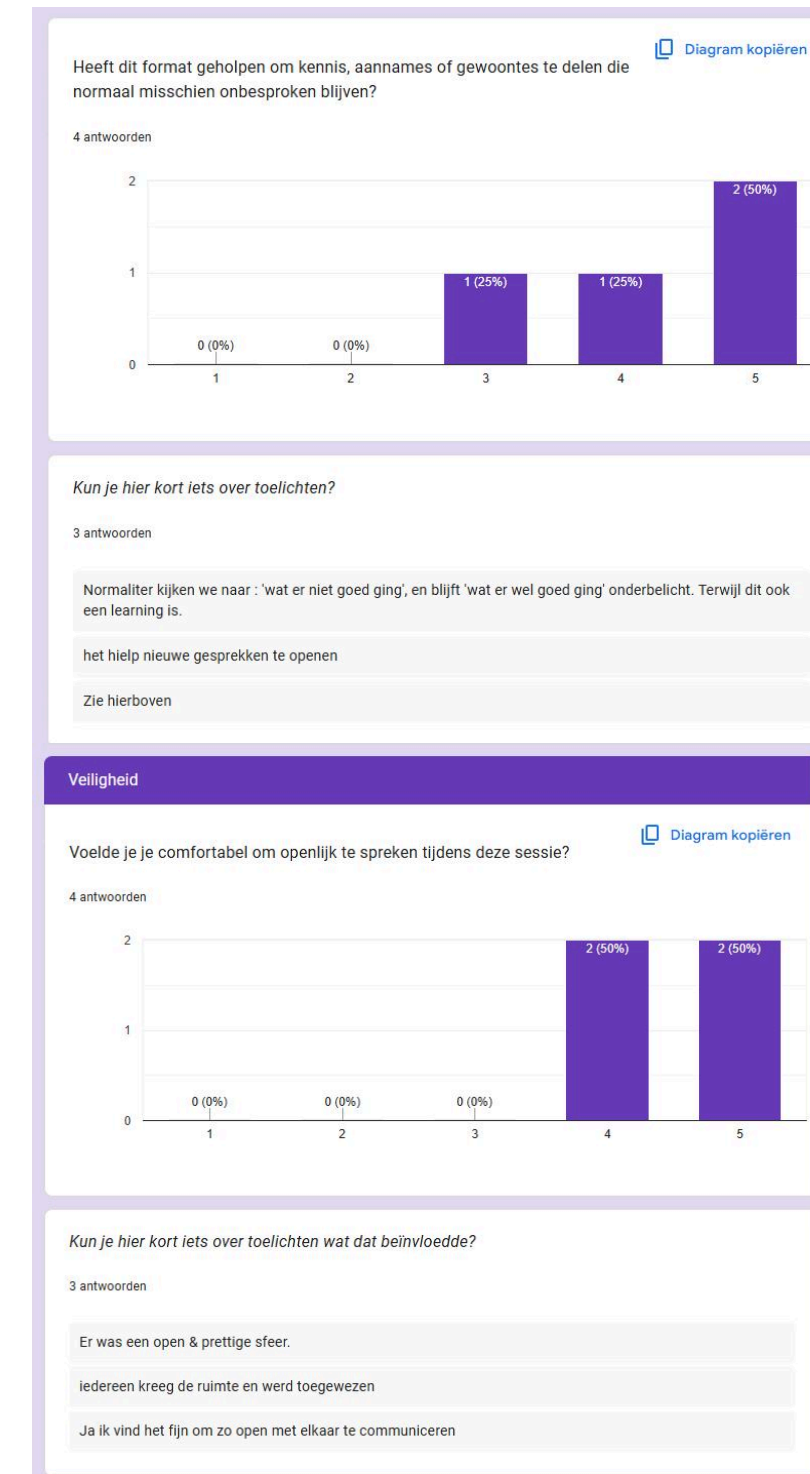 Diagram kopiëren
Heeft dit format geholpen om kennis, aannames of gewoontes te delen die
normaal misschien onbesproken blijven?
4 antwoorden
2
1
0
0 (0%)
0 (0%)
1 (25%)
1 (25%)
2 (50%)
1
2
3
4
5
Kun je hier kort iets over toelichten?
3 antwoorden
Normaliter kijken we naar : 'wat er niet goed ging', en blijft 'wat er wel goed ging' onderbelicht. Terwijl dit ook
een learning is.
het hielp nieuwe gesprekken te openen
Zie hierboven
Veiligheid
Diagram kopiëren
Voelde je je comfortabel om openlijk te spreken tijdens deze sessie?
4 antwoorden
2
1
0
0 (0%)
0 (0%)
0 (0%)
2 (50%)
2 (50%)
1
2
3
4
5
Kun je hier kort iets over toelichten wat dat beïnvloedde?
3 antwoorden
Er was een open & prettige sfeer.
iedereen kreeg de ruimte en werd toegewezen
Ja ik vind het fijn om zo open met elkaar te communiceren